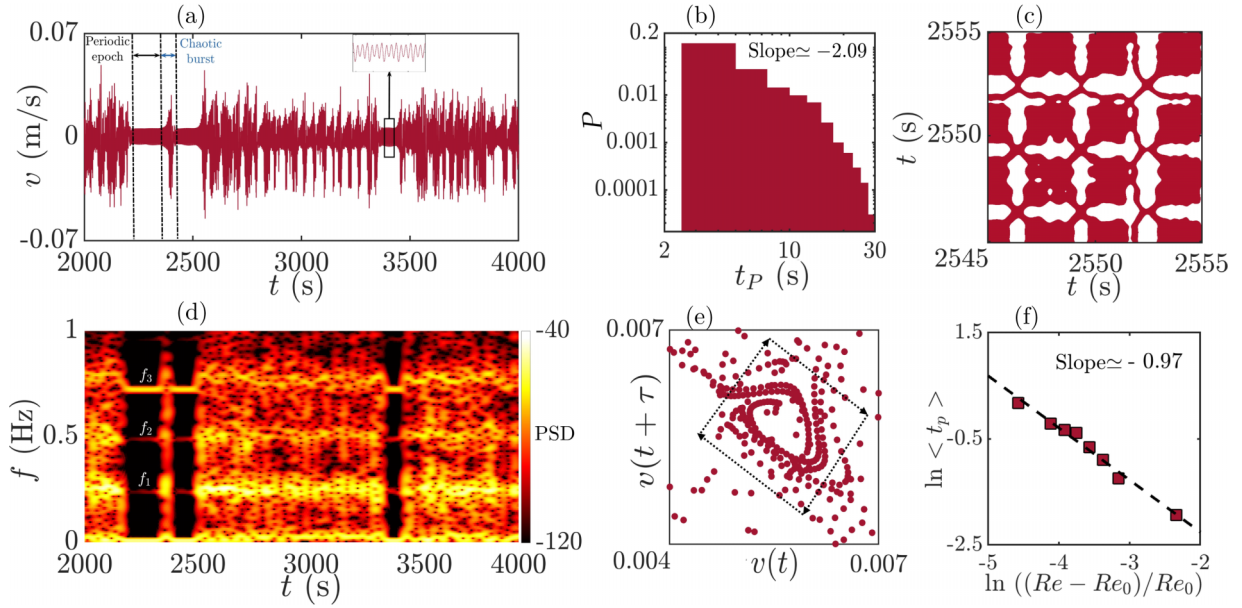 (a)
0.07
Periodic epoch
Chaotic burst
v (m/s)
0
-0.07
2000 2500 3000 3500 4000
t (s)
(b)
0.2
Slope≃ −2.09
P
0.01
0.001
0.0001
2 10 30
t_P (s)
(c)
2555
t (s)
2550
2545
2545 2550 2555
t (s)
(d)
1
f_3
f (Hz)
0.5
f_2
f_1
0
2000 2500 3000 3500 4000
t (s)
-40
PSD
-120
(e)
0.007
v(t + τ)
0.004 0.007
v(t)
(f)
1.5
Slope≃ - 0.97
ln < t_p >
-0.5
-2.5
-5 -4 -3 -2
ln ((Re − Re_0)/Re_0)